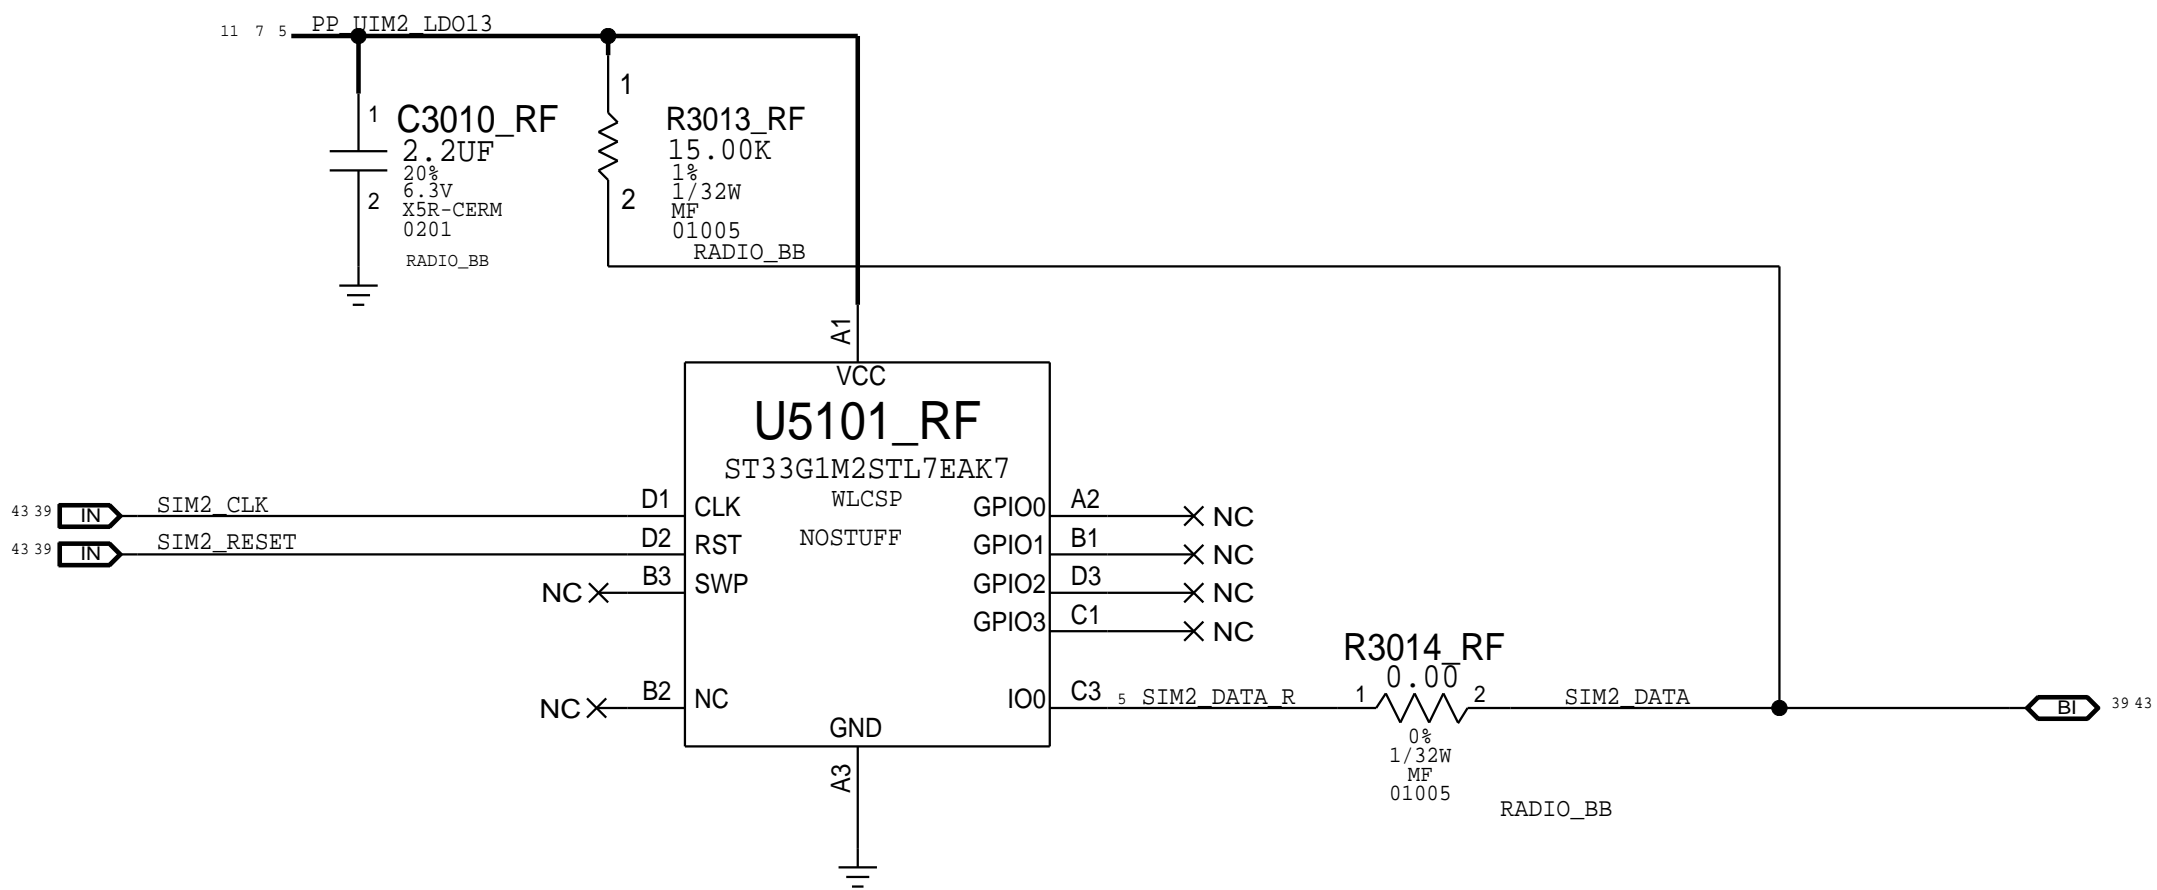 11 7 5 PP_UIM2_LDO13
1
C3010_RF
2.2UF
20%
6.3V
X5R-CERM
0201
2
RADIO_BB
1
R3013_RF
15.00K
1%
1/32W
MF
01005
2
RADIO_BB
A1
VCC
U5101_RF
ST33G1M2STL7EAK7
WLCSP
NOSTUFF
43 39 IN SIM2_CLK D1 CLK
43 39 IN SIM2_RESET D2 RST
NC B3 SWP
NC B2 NC
GPIO0 A2 NC
GPIO1 B1 NC
GPIO2 D3 NC
GPIO3 C1 NC
R3014_RF
0.00
IO0 C3 5 SIM2_DATA_R 1 2 SIM2_DATA BI 39 43
0%
1/32W
MF
01005
RADIO_BB
GND
A3